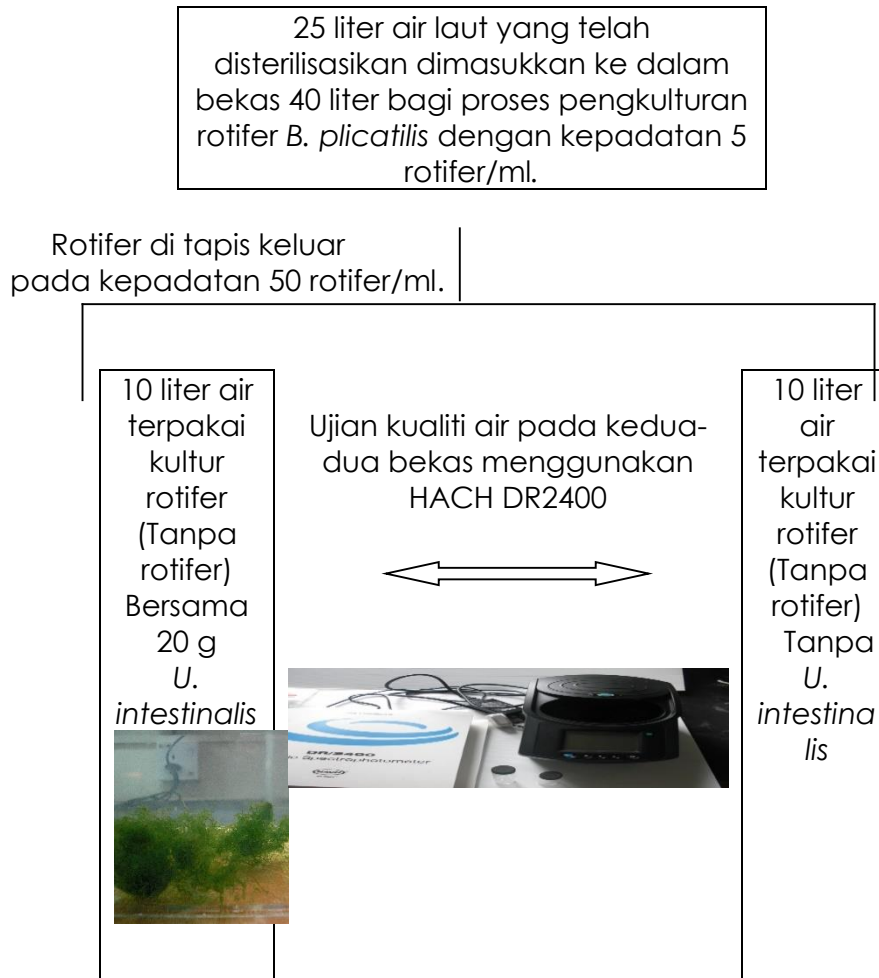 25 liter air laut yang telah
disterilisasikan dimasukkan ke dalam
bekas 40 liter bagi proses pengkulturan
rotifer B. plicatilis dengan kepadatan 5
rotifer/ml.
Rotifer di tapis keluar
pada kepadatan 50 rotifer/ml.
10 liter air
terpakai
kultur
rotifer
(Tanpa
rotifer)
Bersama
20 g
U.
intestinalis
Ujian kualiti air pada kedua-
dua bekas menggunakan
HACH DR2400
DR/2400
Spectrophotometer
10 liter
air
terpakai
kultur
rotifer
(Tanpa
rotifer)
Tanpa
U.
intestina
lis